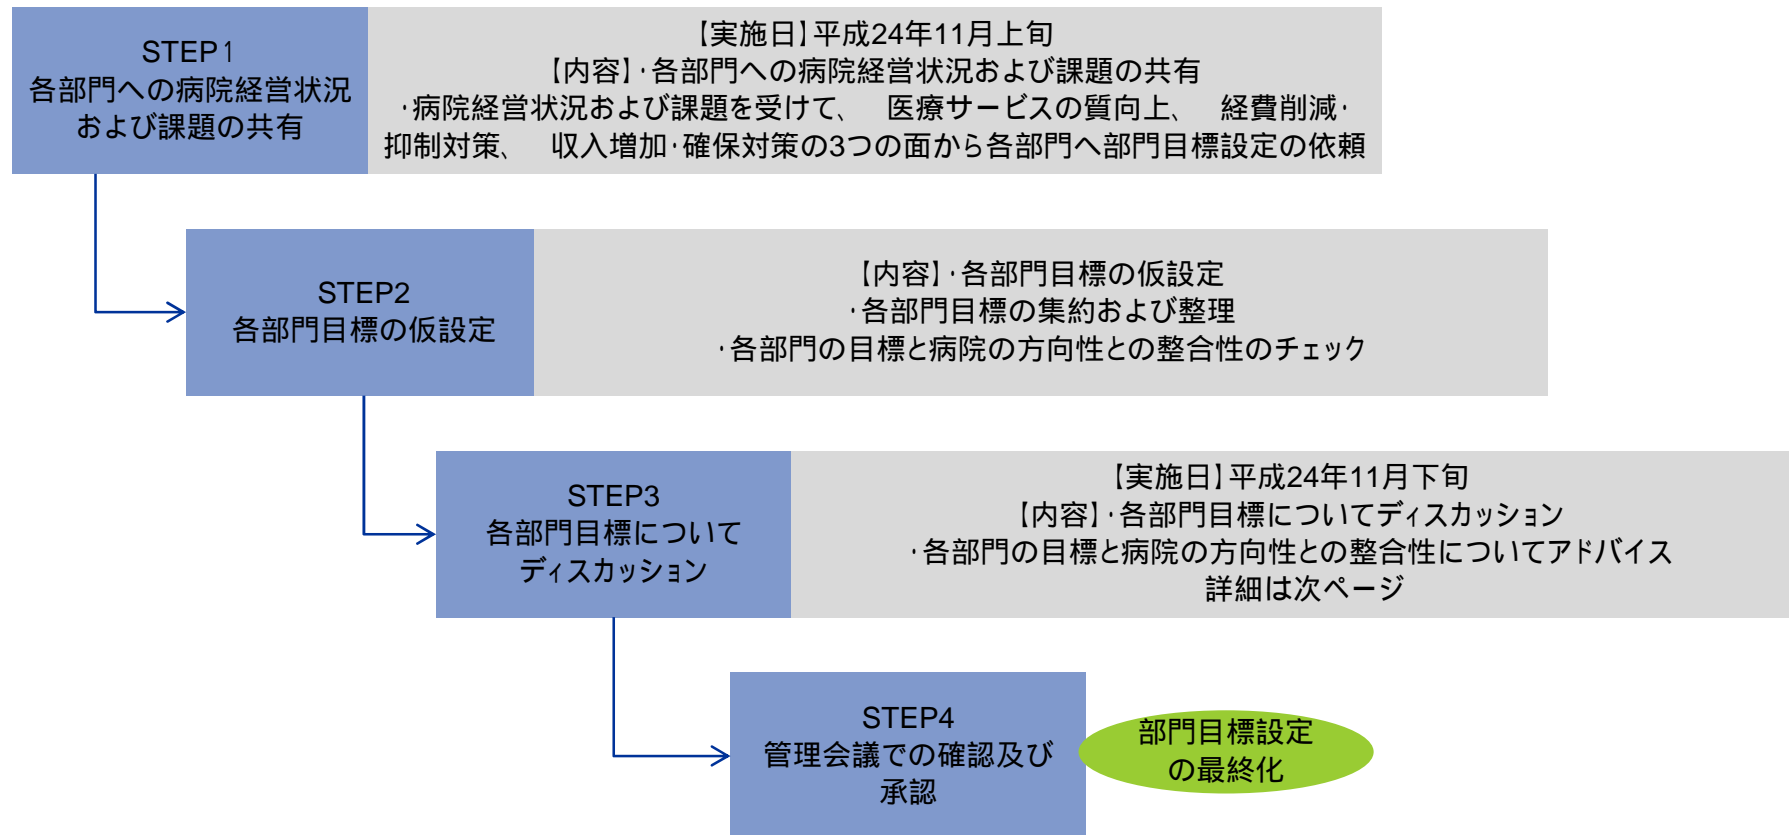 STEP1
各部門への病院経営状況
および課題の共有
【実施日】平成24年11月上旬
【内容】・各部門への病院経営状況および課題の共有
・病院経営状況および課題を受けて、　医療サービスの質向上、　経費削減・
抑制対策、　収入増加・確保対策の3つの面から各部門へ部門目標設定の依頼
STEP2
各部門目標の仮設定
【内容】・各部門目標の仮設定
・各部門目標の集約および整理
・各部門の目標と病院の方向性との整合性のチェック
STEP3
各部門目標について
ディスカッション
【実施日】平成24年11月下旬
【内容】・各部門目標についてディスカッション
・各部門の目標と病院の方向性との整合性についてアドバイス
詳細は次ページ
STEP4
管理会議での確認及び
承認
部門目標設定
の最終化